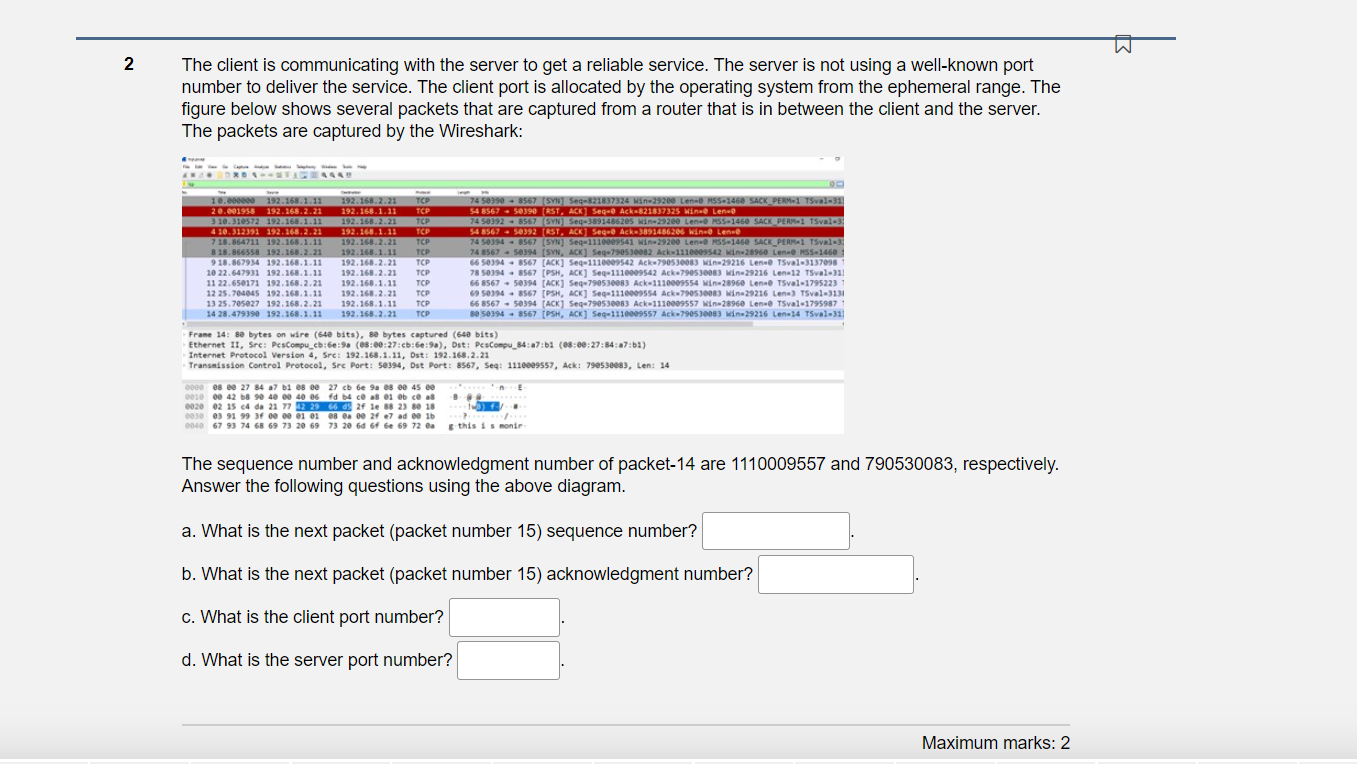 2
The client is communicating with the server to get a reliable service. The server is not using a well-known port
number to deliver the service. The client port is allocated by the operating system from the ephemeral range. The
figure below shows several packets that are captured from a router that is in between the client and the server.
The packets are captured by the Wireshark:
File Edit View Go Capture Analyze Statistics Telephony Wireless Tools Help
tcp
No. Time Source Destination Protocol Length Info
1 0.000000 192.168.1.11 192.168.2.21 TCP 74 50390 → 8567 [SYN] Seq=821837324 Win=29200 Len=0 MSS=1460 SACK_PERM=1 TSval=31
2 0.001958 192.168.2.21 192.168.1.11 TCP 54 8567 → 50390 [RST, ACK] Seq=0 Ack=821837325 Win=0 Len=0
3 10.310572 192.168.1.11 192.168.2.21 TCP 74 50392 → 8567 [SYN] Seq=3891486205 Win=29200 Len=0 MSS=1460 SACK_PERM=1 TSval=3
4 10.312391 192.168.2.21 192.168.1.11 TCP 54 8567 → 50392 [RST, ACK] Seq=0 Ack=3891486206 Win=0 Len=0
7 18.864711 192.168.1.11 192.168.2.21 TCP 74 50394 → 8567 [SYN] Seq=1110009541 Win=29200 Len=0 MSS=1460 SACK_PERM=1 TSval=3
8 18.866558 192.168.2.21 192.168.1.11 TCP 74 8567 → 50394 [SYN, ACK] Seq=790530082 Ack=1110009542 Win=28960 Len=0 MSS=1460
9 18.867934 192.168.1.11 192.168.2.21 TCP 66 50394 → 8567 [ACK] Seq=1110009542 Ack=790530083 Win=29216 Len=0 TSval=3137098
10 22.647931 192.168.1.11 192.168.2.21 TCP 78 50394 → 8567 [PSH, ACK] Seq=1110009542 Ack=790530083 Win=29216 Len=12 TSval=31
11 22.650171 192.168.2.21 192.168.1.11 TCP 66 8567 → 50394 [ACK] Seq=790530083 Ack=1110009554 Win=28960 Len=0 TSval=1795223
12 25.704045 192.168.1.11 192.168.2.21 TCP 69 50394 → 8567 [PSH, ACK] Seq=1110009554 Ack=790530083 Win=29216 Len=3 TSval=313
13 25.705027 192.168.2.21 192.168.1.11 TCP 66 8567 → 50394 [ACK] Seq=790530083 Ack=1110009557 Win=28960 Len=0 TSval=1795987
14 28.479390 192.168.1.11 192.168.2.21 TCP 80 50394 → 8567 [PSH, ACK] Seq=1110009557 Ack=790530083 Win=29216 Len=14 TSval=31
Frame 14: 80 bytes on wire (640 bits), 80 bytes captured (640 bits)
Ethernet II, Src: PcsCompu_cb:6e:9a (08:00:27:cb:6e:9a), Dst: PcsCompu_84:a7:b1 (08:00:27:84:a7:b1)
Internet Protocol Version 4, Src: 192.168.1.11, Dst: 192.168.2.21
Transmission Control Protocol, Src Port: 50394, Dst Port: 8567, Seq: 1110009557, Ack: 790530083, Len: 14
0000 08 00 27 84 a7 b1 08 00 27 cb 6e 9a 08 00 45 00 ··'·····'·n···E·
0010 00 42 b8 90 40 00 40 06 fd b4 c0 a8 01 0b c0 a8 ·B··@·@·········
0020 02 15 c4 da 21 77 42 29 66 d5 2f 1e 88 23 80 18 ····!wB)f·/··#··
0030 03 91 99 3f 00 00 01 01 08 0a 00 2f e7 ad 00 1b ···?·······/····
0040 67 93 74 68 69 73 20 69 73 20 6d 6f 6e 69 72 0a g·this is monir·
The sequence number and acknowledgment number of packet-14 are 1110009557 and 790530083, respectively.
Answer the following questions using the above diagram.
a. What is the next packet (packet number 15) sequence number? .
b. What is the next packet (packet number 15) acknowledgment number? .
c. What is the client port number? .
d. What is the server port number? .
Maximum marks: 2